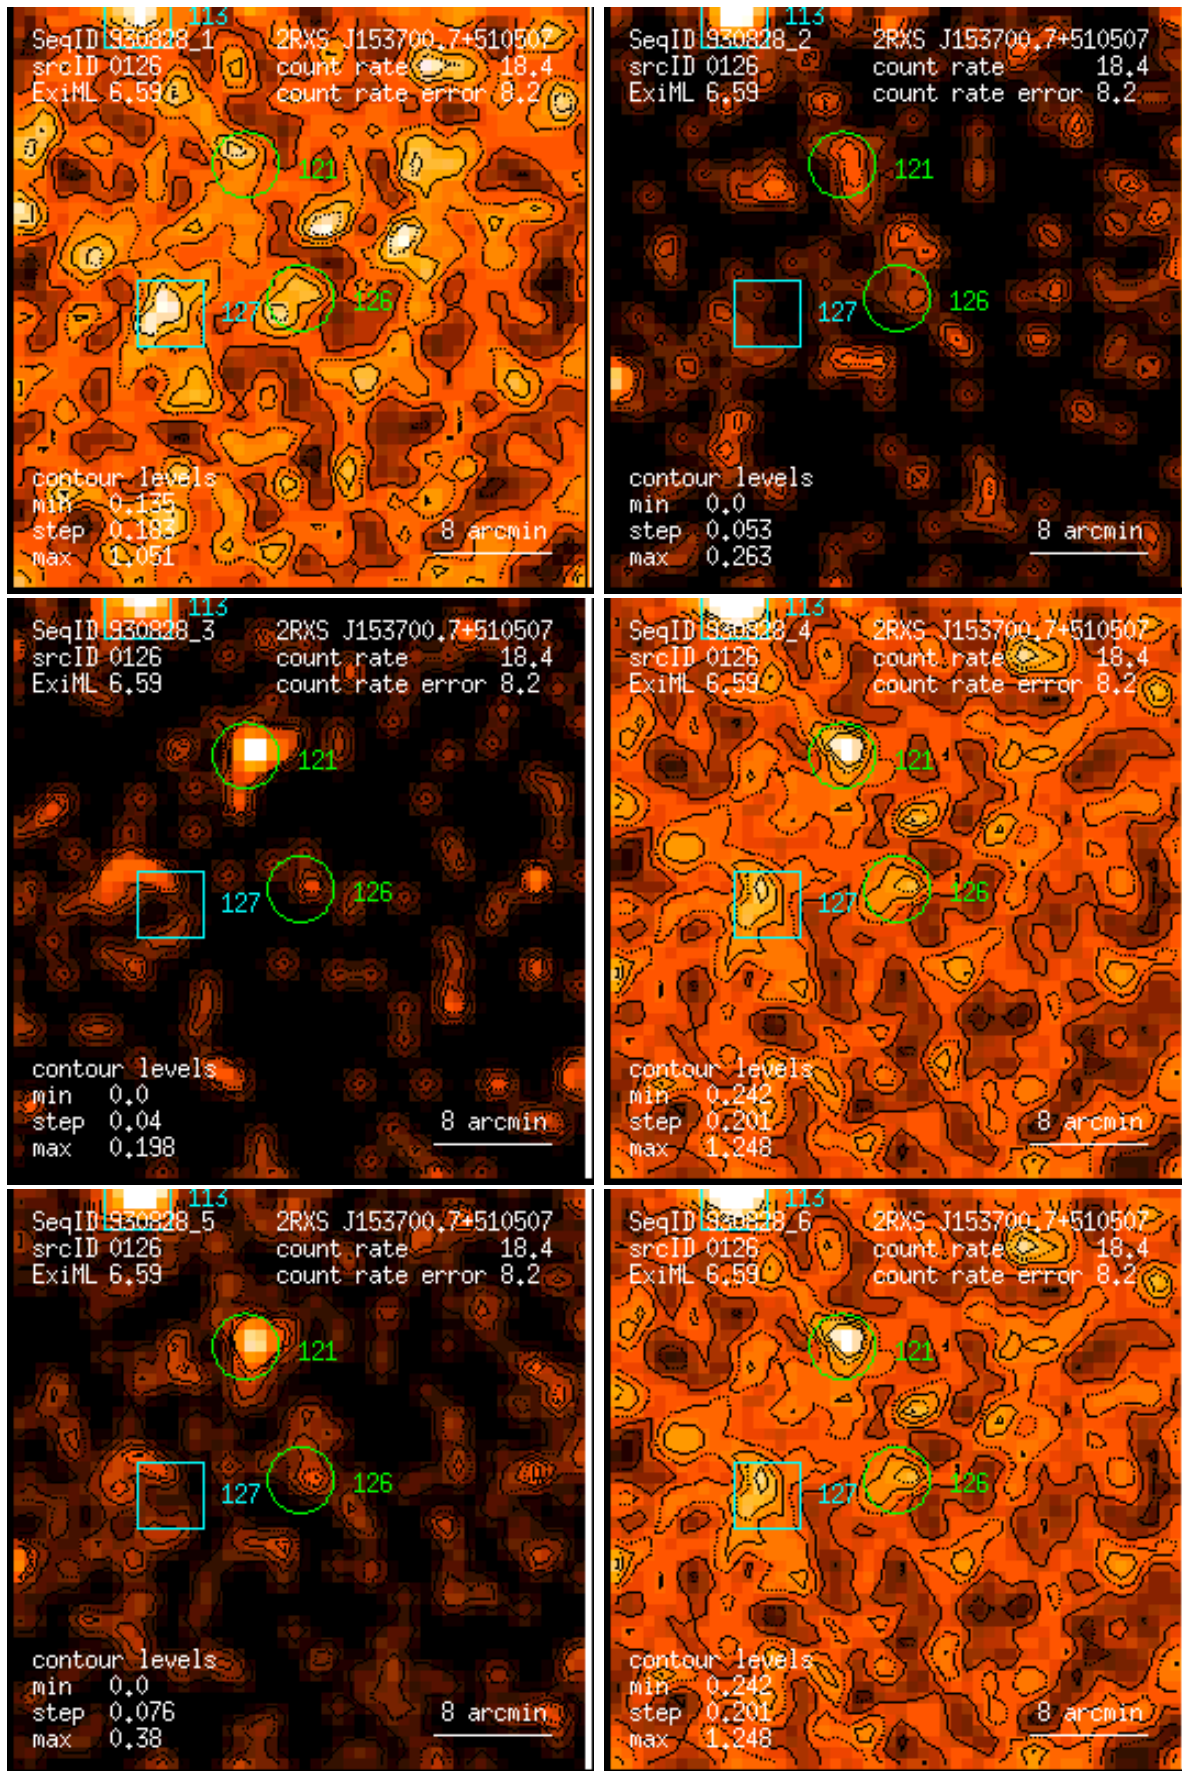 113
SeqID 930828_1 2RXS J153700.7+510507
srcID 0126 count rate 18.4
ExiML 6.59 count rate error 8.2
121
127 126
contour levels
min 0.135
step 0.183
max 1.051
8 arcmin
113
SeqID 930828_2 2RXS J153700.7+510507
srcID 0126 count rate 18.4
ExiML 6.59 count rate error 8.2
121
127 126
contour levels
min 0.0
step 0.053
max 0.263
8 arcmin
113
SeqID 930828_3 2RXS J153700.7+510507
srcID 0126 count rate 18.4
ExiML 6.59 count rate error 8.2
121
127 126
contour levels
min 0.0
step 0.04
max 0.198
8 arcmin
113
SeqID 930828_4 2RXS J153700.7+510507
srcID 0126 count rate 18.4
ExiML 6.59 count rate error 8.2
121
127 126
contour levels
min 0.242
step 0.201
max 1.248
8 arcmin
113
SeqID 930828_5 2RXS J153700.7+510507
srcID 0126 count rate 18.4
ExiML 6.59 count rate error 8.2
121
127 126
contour levels
min 0.0
step 0.076
max 0.38
8 arcmin
113
SeqID 930828_6 2RXS J153700.7+510507
srcID 0126 count rate 18.4
ExiML 6.59 count rate error 8.2
121
127 126
contour levels
min 0.242
step 0.201
max 1.248
8 arcmin